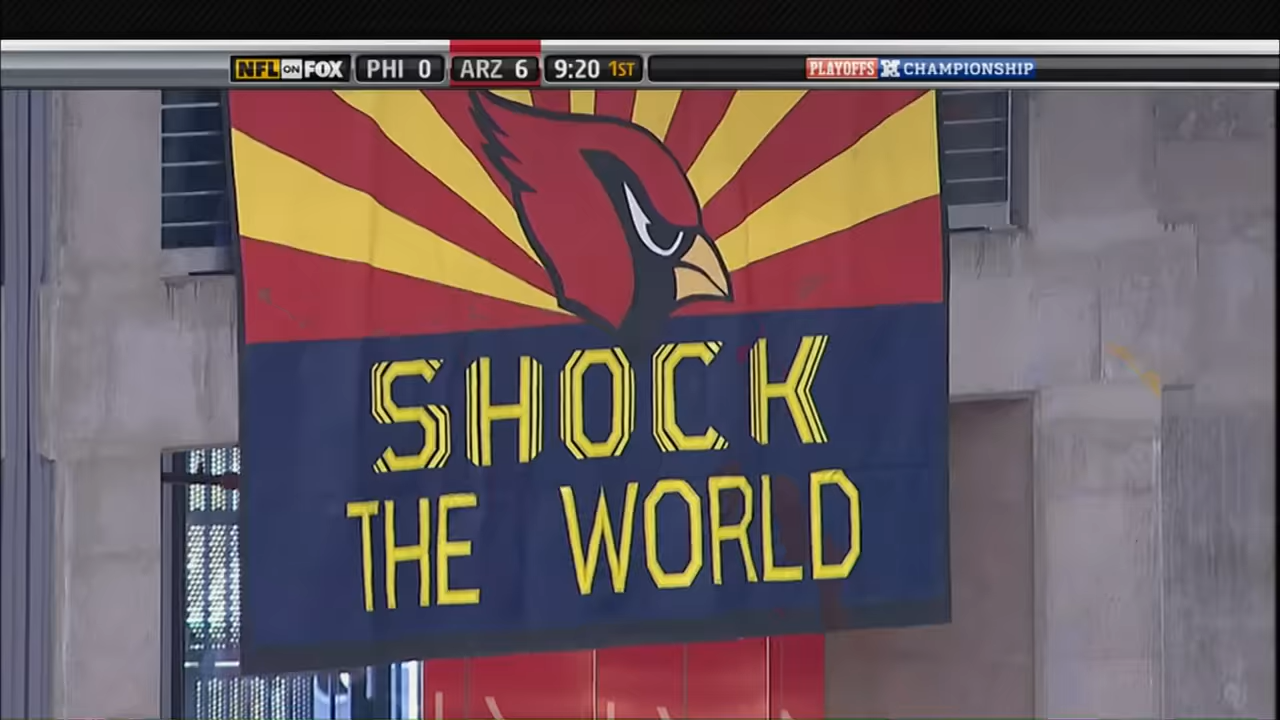 NFL ON FOX PHI 0 ARZ 6 9:20 1ST PLAYOFFS CHAMPIONSHIP
SHOCK
THE WORLD